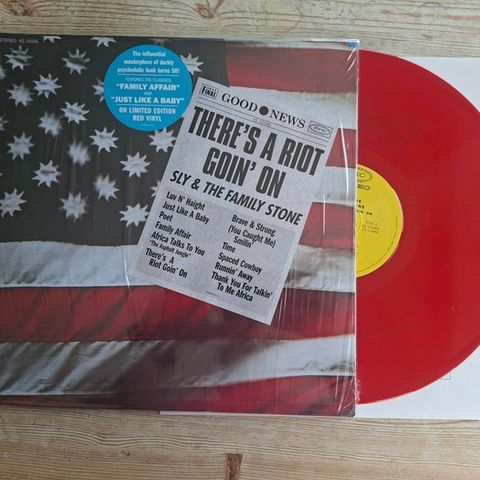 STEREO KE 30986
The influential
masterpiece of darkly
psychedelic funk turns 50!
FEATURES THE CLASSICS
"FAMILY AFFAIR"
AND
"JUST LIKE A BABY"
ON LIMITED EDITION
RED VINYL
FINAL
GOOD NEWS
THERE'S A RIOT
GOIN' ON
SLY & THE FAMILY STONE
Luv N' Haight
Just Like A Baby
Poet
Family Affair
Africa Talks To You
"The Asphalt Jungle"
There's A
Riot Goin' On
Brave & Strong
(You Caught Me)
Smilin'
Time
Spaced Cowboy
Runnin' Away
Thank You For Talkin'
To Me Africa